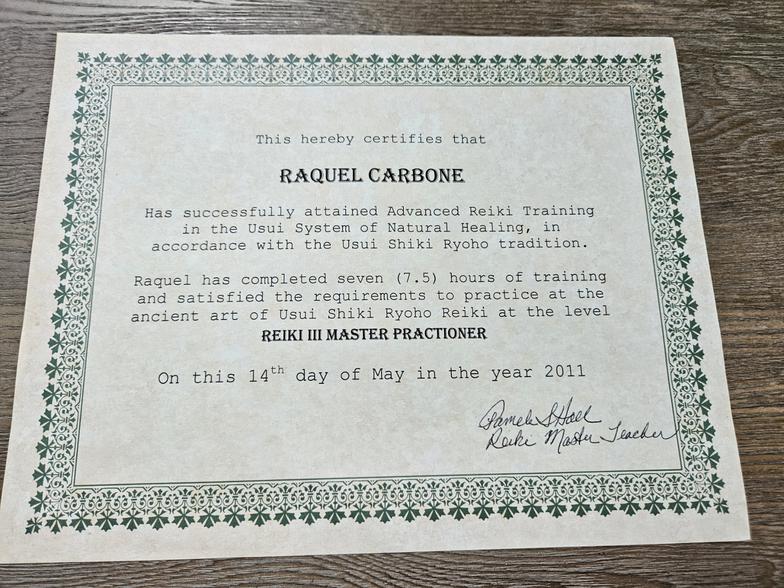 This hereby certifies that
RAQUEL CARBONE
Has successfully attained Advanced Reiki Training
in the Usui System of Natural Healing, in
accordance with the Usui Shiki Ryoho tradition.
Raquel has completed seven (7.5) hours of training
and satisfied the requirements to practice at the
ancient art of Usui Shiki Ryoho Reiki at the level
REIKI III MASTER PRACTIONER
On this 14th day of May in the year 2011
Pamela S Hall
Reiki Master Teacher